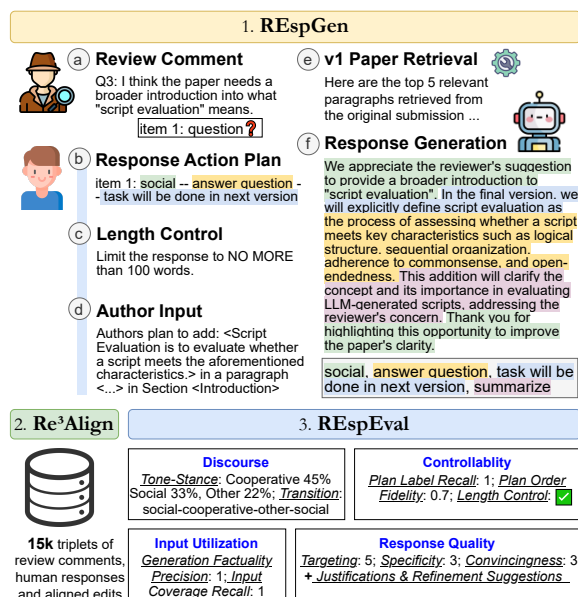 1. REspGen
a Review Comment
Q3: I think the paper needs a
broader introduction into what
"script evaluation" means.
item 1: question❓
b Response Action Plan
item 1: social -- answer question -
- task will be done in next version
c Length Control
Limit the response to NO MORE
than 100 words.
d Author Input
Authors plan to add: <Script
Evaluation is to evaluate whether
a script meets the aforementioned
characteristics.> in a paragraph
<...> in Section <Introduction>
e v1 Paper Retrieval
Here are the top 5 relevant
paragraphs retrieved from
the original submission ...
f Response Generation
We appreciate the reviewer's suggestion
to provide a broader introduction to
"script evaluation". In the final version, we
will explicitly define script evaluation as
the process of assessing whether a script
meets key characteristics such as logical
structure, sequential organization,
adherence to commonsense, and open-
endedness. This addition will clarify the
concept and its importance in evaluating
LLM-generated scripts, addressing the
reviewer's concern. Thank you for
highlighting this opportunity to improve
the paper's clarity.
social, answer question, task will be
done in next version, summarize
2. Re³Align
15k triplets of
review comments,
human responses
and aligned edits
3. REspEval
Discourse
Tone-Stance: Cooperative 45%
Social 33%, Other 22%; Transition:
social-cooperative-other-social
Controllablity
Plan Label Recall: 1; Plan Order
Fidelity: 0.7; Length Control: ✅
Input Utilization
Generation Factuality
Precision: 1; Input
Coverage Recall: 1
Response Quality
Targeting: 5; Specificity: 3; Convincingness: 3
+ Justifications & Refinement Suggestions